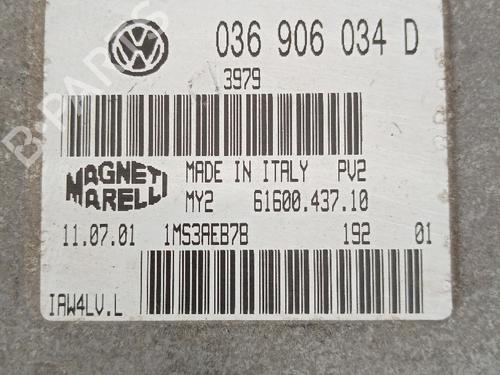 036 906 034 D
3979
MAGNETI MARELLI
MADE IN ITALY PV2
MY2 61600.437.10
11.07.01 1MS3AEB7B 192 01
IAW4LV.L
B-PARTS